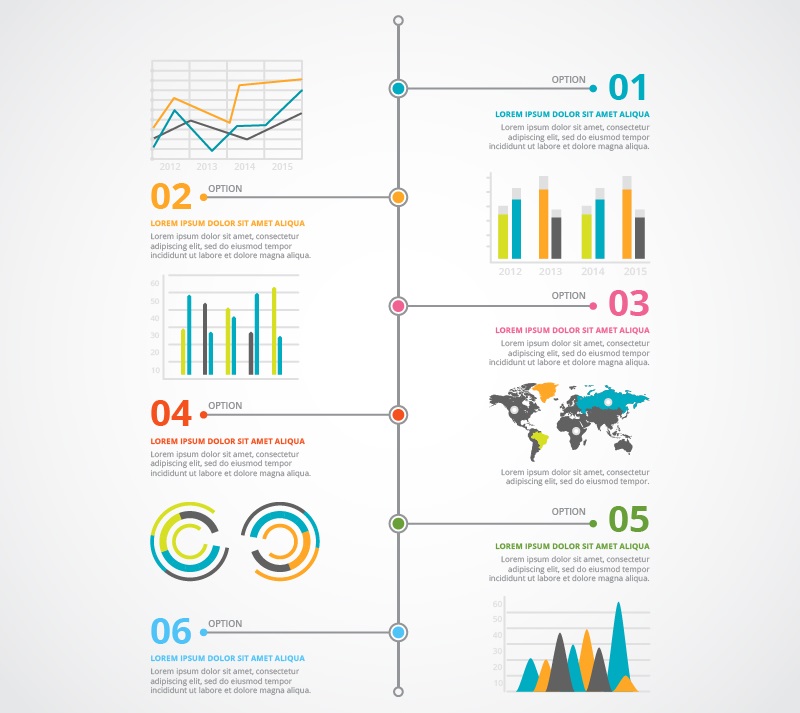 OPTION 01
LOREM IPSUM DOLOR SIT AMET ALIQUA
Lorem ipsum dolor sit amet, consectetur
adipiscing elit, sed do eiusmod tempor
incididunt ut labore et dolore magna aliqua.
2012 2013 2014 2015
02 OPTION
LOREM IPSUM DOLOR SIT AMET ALIQUA
Lorem ipsum dolor sit amet, consectetur
adipiscing elit, sed do eiusmod tempor
incididunt ut labore et dolore magna aliqua.
2012 2013 2014 2015
OPTION 03
LOREM IPSUM DOLOR SIT AMET ALIQUA
Lorem ipsum dolor sit amet, consectetur
adipiscing elit, sed do eiusmod tempor
incididunt ut labore et dolore magna aliqua.
60
50
40
30
20
10
04 OPTION
LOREM IPSUM DOLOR SIT AMET ALIQUA
Lorem ipsum dolor sit amet, consectetur
adipiscing elit, sed do eiusmod tempor
incididunt ut labore et dolore magna aliqua.
Lorem ipsum dolor sit amet, consectetur
adipiscing elit, sed do eiusmod tempor.
OPTION 05
LOREM IPSUM DOLOR SIT AMET ALIQUA
Lorem ipsum dolor sit amet, consectetur
adipiscing elit, sed do eiusmod tempor
incididunt ut labore et dolore magna aliqua.
60
50
40
30
20
10
06 OPTION
LOREM IPSUM DOLOR SIT AMET ALIQUA
Lorem ipsum dolor sit amet, consectetur
adipiscing elit, sed do eiusmod tempor
incididunt ut labore et dolore magna aliqua.